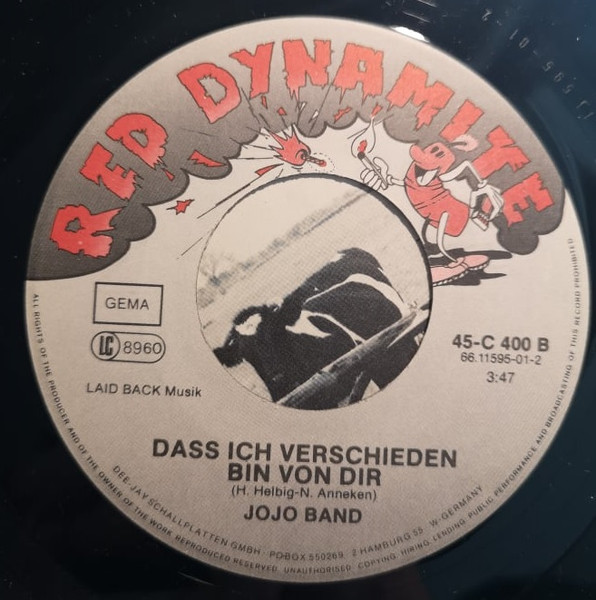 RED DYNAMITE
GEMA
LC 8960
LAID BACK Musik
45-C 400 B
66.11595-01-2
3:47
DASS ICH VERSCHIEDEN
BIN VON DIR
(H. Helbig-N. Anneken)
JOJO BAND
DEE-JAY SCHALLPLATTEN GMBH · POBOX 550269, 2 HAMBURG 55, W-GERMANY
ALL RIGHTS OF THE PRODUCER AND OF THE OWNER OF THE WORK REPRODUCED RESERVED. UNAUTHORISED COPYING, HIRING, LENDING, PUBLIC PERFORMANCE AND BROADCASTING OF THIS RECORD PROHIBITED